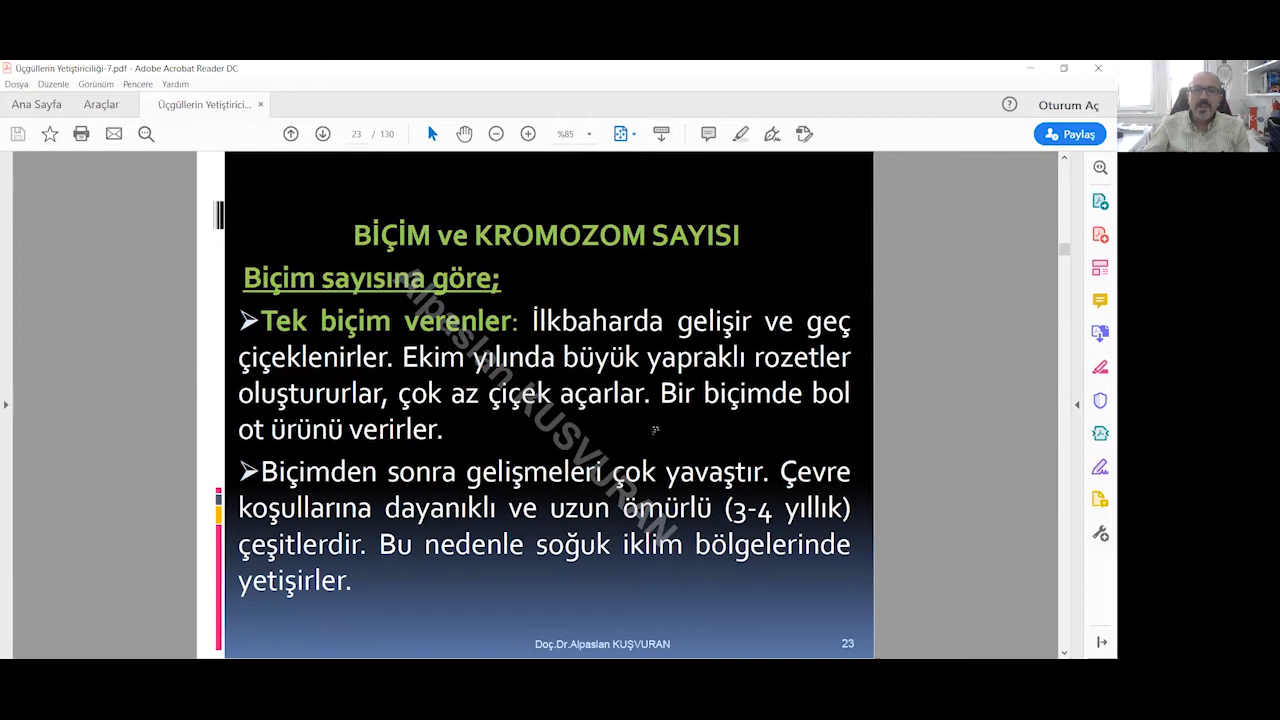 Üçgüllerin Yetiştiriciliği-7.pdf - Adobe Acrobat Reader DC
Dosya Düzenle Görünüm Pencere Yardım
Ana Sayfa Araçlar Üçgüllerin Yetiştirici... × Oturum Aç
23 / 130 %85 Paylaş
BİÇİM ve KROMOZOM SAYISI
Biçim sayısına göre;
➢Tek biçim verenler: İlkbaharda gelişir ve geç
çiçeklenirler. Ekim yılında büyük yapraklı rozetler
oluştururlar, çok az çiçek açarlar. Bir biçimde bol
ot ürünü verirler.
➢Biçimden sonra gelişmeleri çok yavaştır. Çevre
koşullarına dayanıklı ve uzun ömürlü (3-4 yıllık)
çeşitlerdir. Bu nedenle soğuk iklim bölgelerinde
yetişirler.
Alpaslan KUŞVURAN
Doç.Dr.Alpaslan KUŞVURAN 23